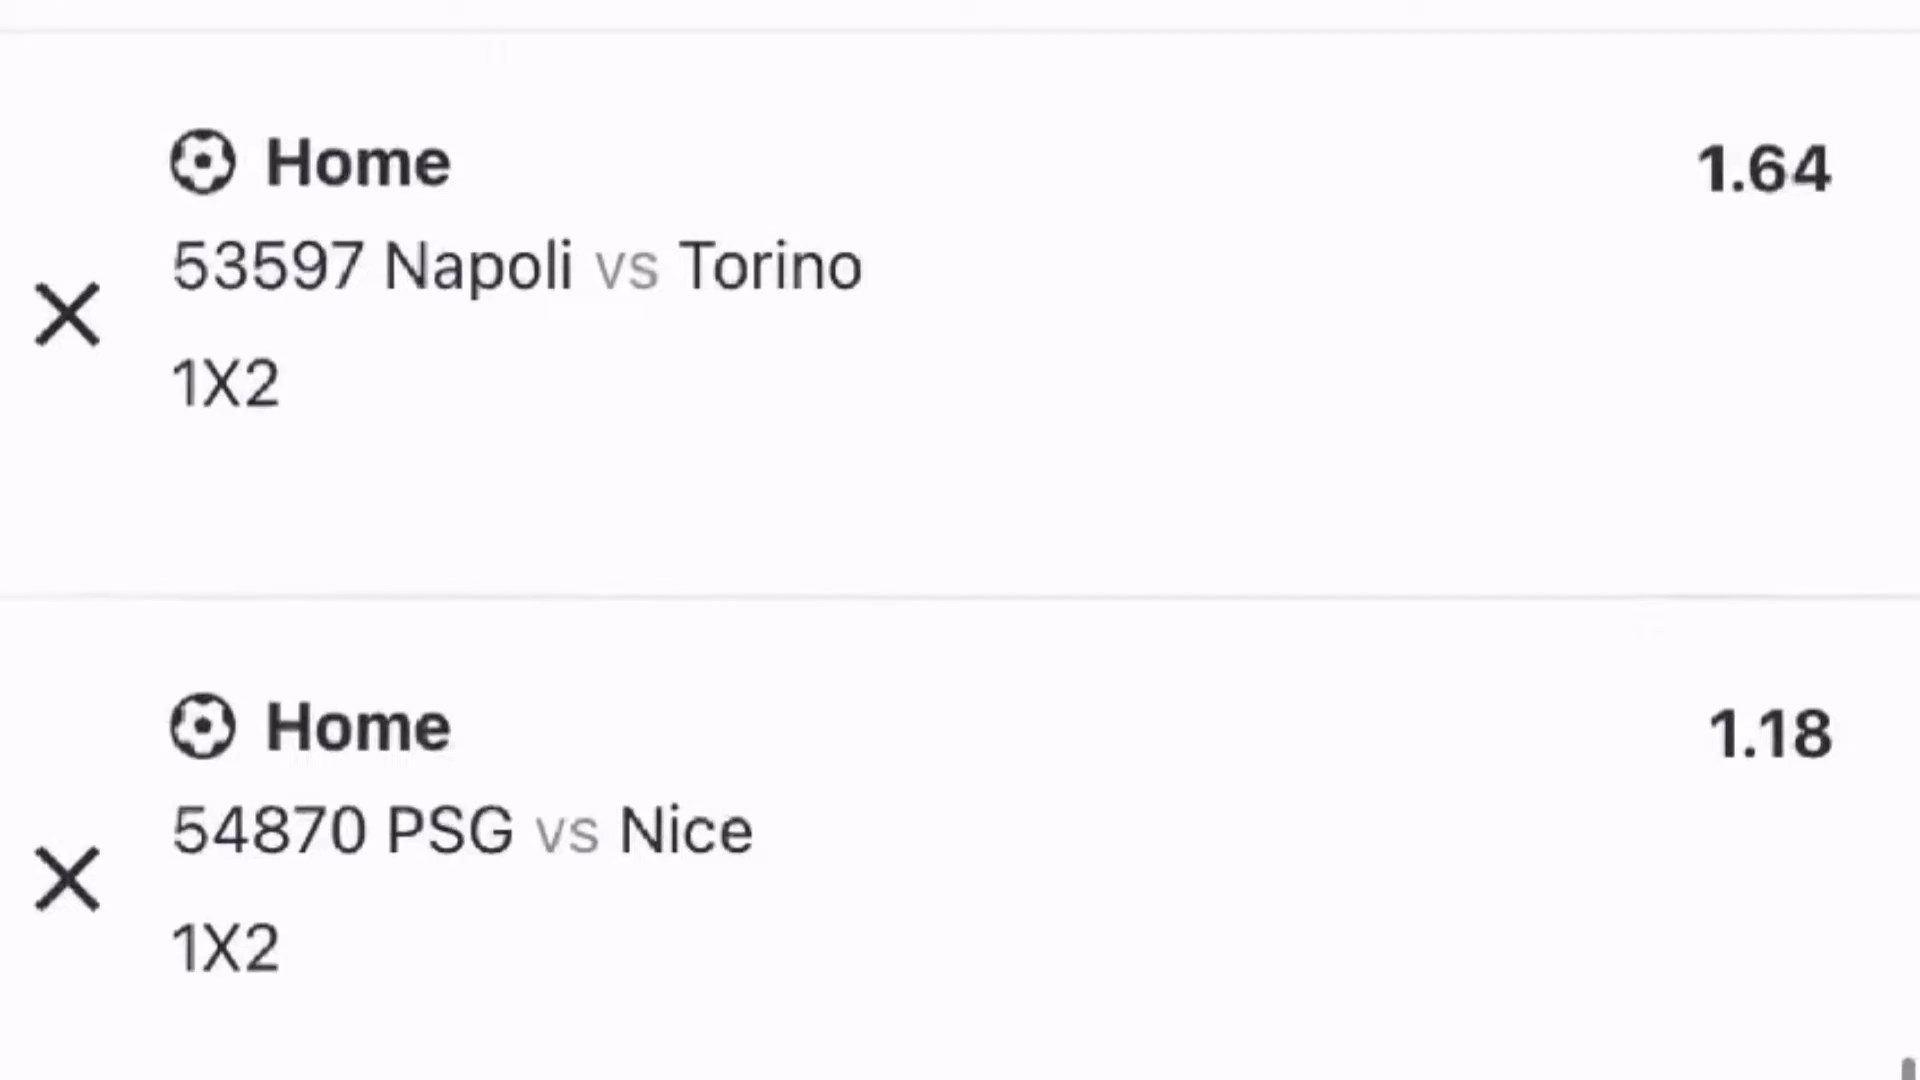 Home
1.64
53597 Napoli vs Torino
1X2
Home
1.18
54870 PSG vs Nice
1X2